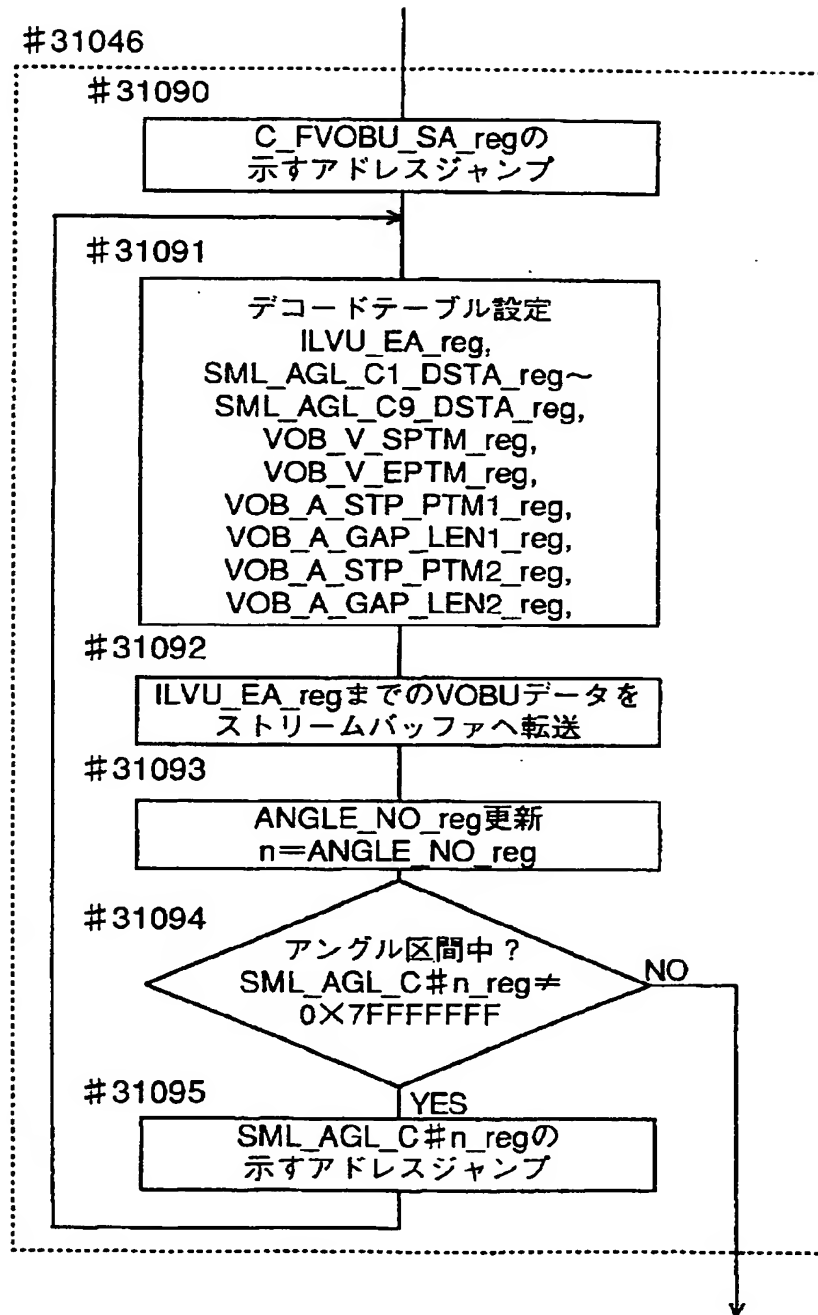 #31046
#31090
C_FVOBU_SA_regの
示すアドレスジャンプ
#31091
デコードテーブル設定
ILVU_EA_reg,
SML_AGL_C1_DSTA_reg～
SML_AGL_C9_DSTA_reg,
VOB_V_SPTM_reg,
VOB_V_EPTM_reg,
VOB_A_STP_PTM1_reg,
VOB_A_GAP_LEN1_reg,
VOB_A_STP_PTM2_reg,
VOB_A_GAP_LEN2_reg,
#31092
ILVU_EA_regまでのVOBUデータを
ストリームバッファへ転送
#31093
ANGLE_NO_reg更新
n＝ANGLE_NO_reg
#31094
アングル区間中？
SML_AGL_C#n_reg≠
0×7FFFFFFF
NO
#31095
YES
SML_AGL_C#n_regの
示すアドレスジャンプ